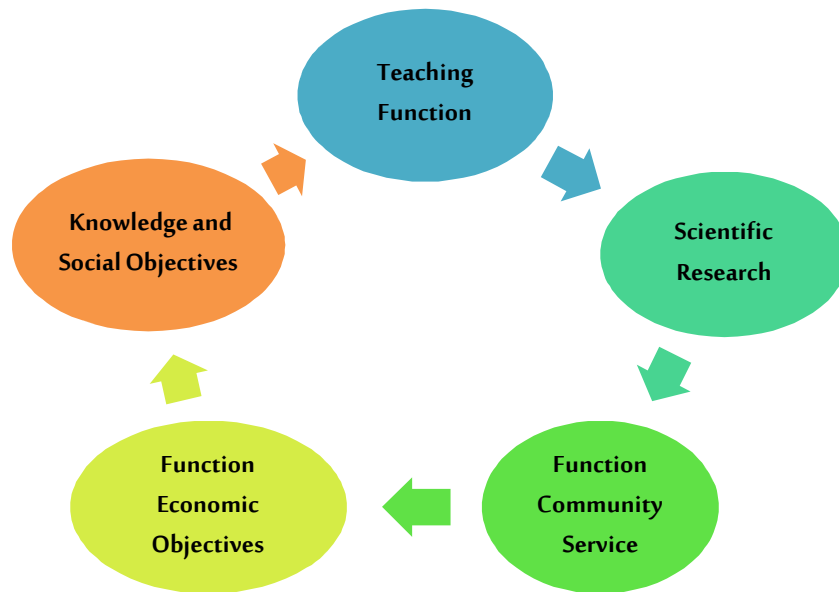 Teaching
Function
Scientific
Research
Function
Community
Service
Function
Economic
Objectives
Knowledge and
Social Objectives